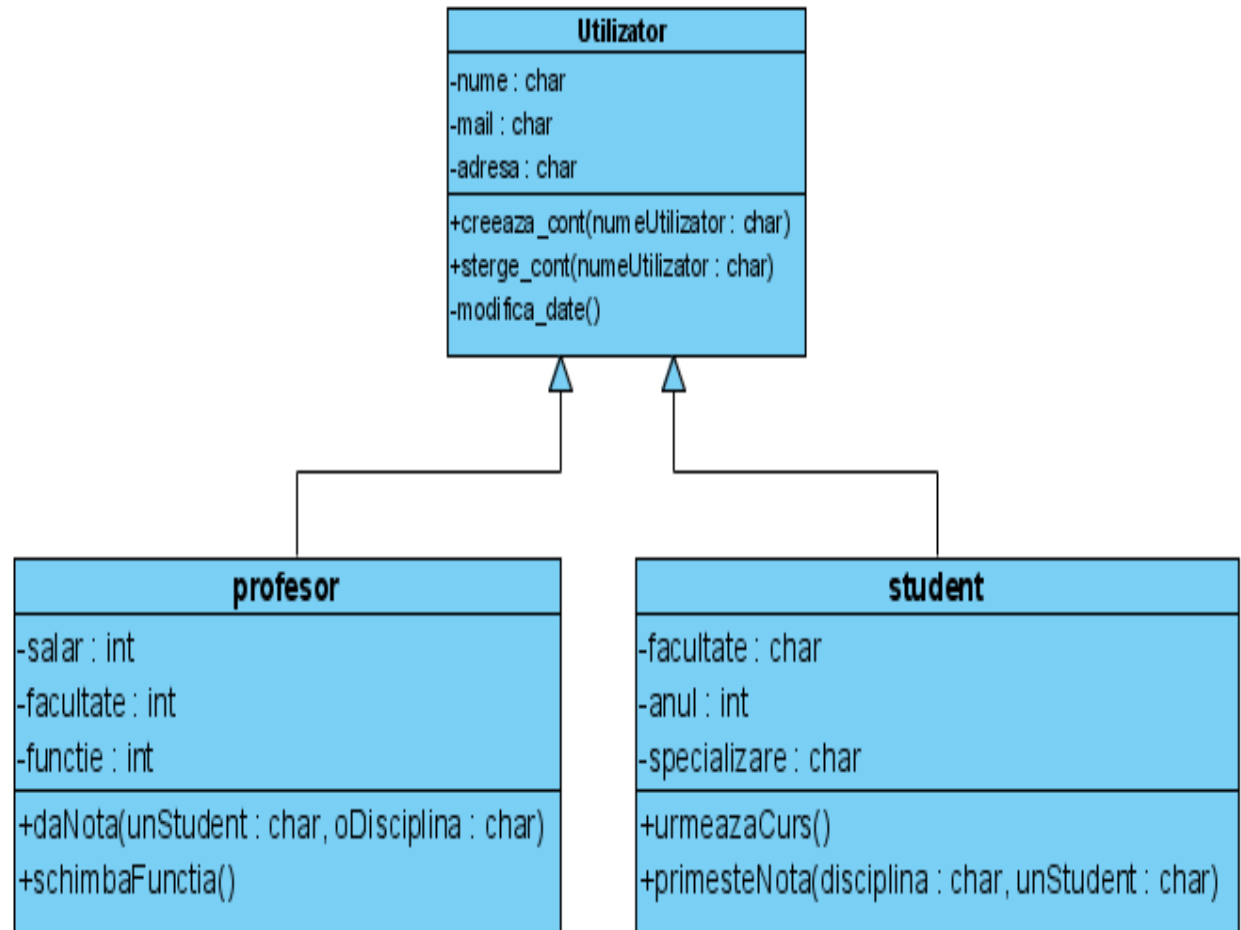 Utilizator
-nume : char
-mail : char
-adresa : char
+creeaza_cont(numeUtilizator : char)
+sterge_cont(numeUtilizator : char)
-modifica_date()
profesor
-salar : int
-facultate : int
-functie : int
+daNota(unStudent : char, oDisciplina : char)
+schimbaFunctia()
student
-facultate : char
-anul : int
-specializare : char
+urmeazaCurs()
+primesteNota(disciplina : char, unStudent : char)